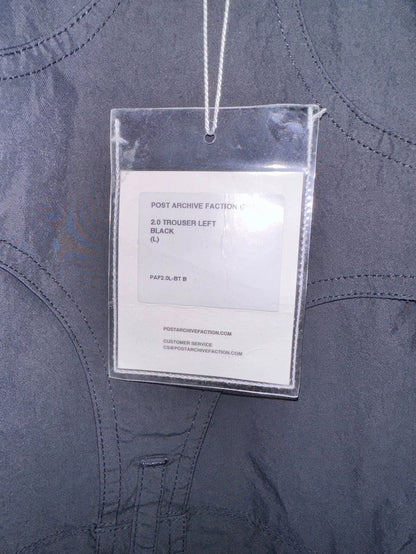 POST ARCHIVE FACTION
2.0 TROUSER LEFT
BLACK
(L)
PAF2.0L-BT B
POSTARCHIVEFACTION.COM
CUSTOMER SERVICE
CS@POSTARCHIVEFACTION.COM